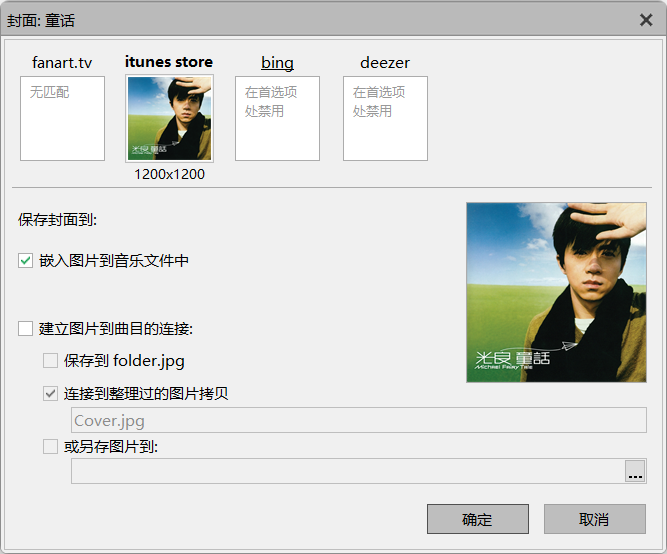 封面: 童话
fanart.tv
itunes store
bing
deezer
无匹配
在首选项
处禁用
在首选项
处禁用
光良 童話
1200x1200
保存封面到:
嵌入图片到音乐文件中
建立图片到曲目的连接:
保存到 folder.jpg
连接到整理过的图片拷贝
Cover.jpg
或另存图片到:
...
光良 童話
Michael Fairy Tale
确定
取消